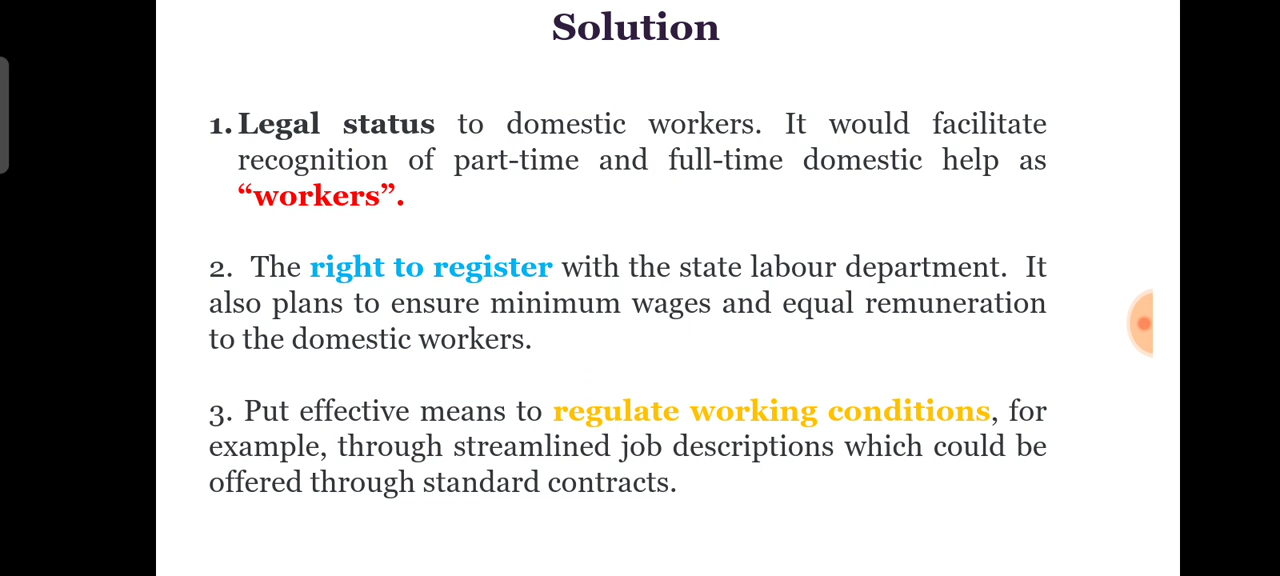 Solution
1. Legal status to domestic workers. It would facilitate
recognition of part-time and full-time domestic help as
“workers”.
2. The right to register with the state labour department. It
also plans to ensure minimum wages and equal remuneration
to the domestic workers.
3. Put effective means to regulate working conditions, for
example, through streamlined job descriptions which could be
offered through standard contracts.